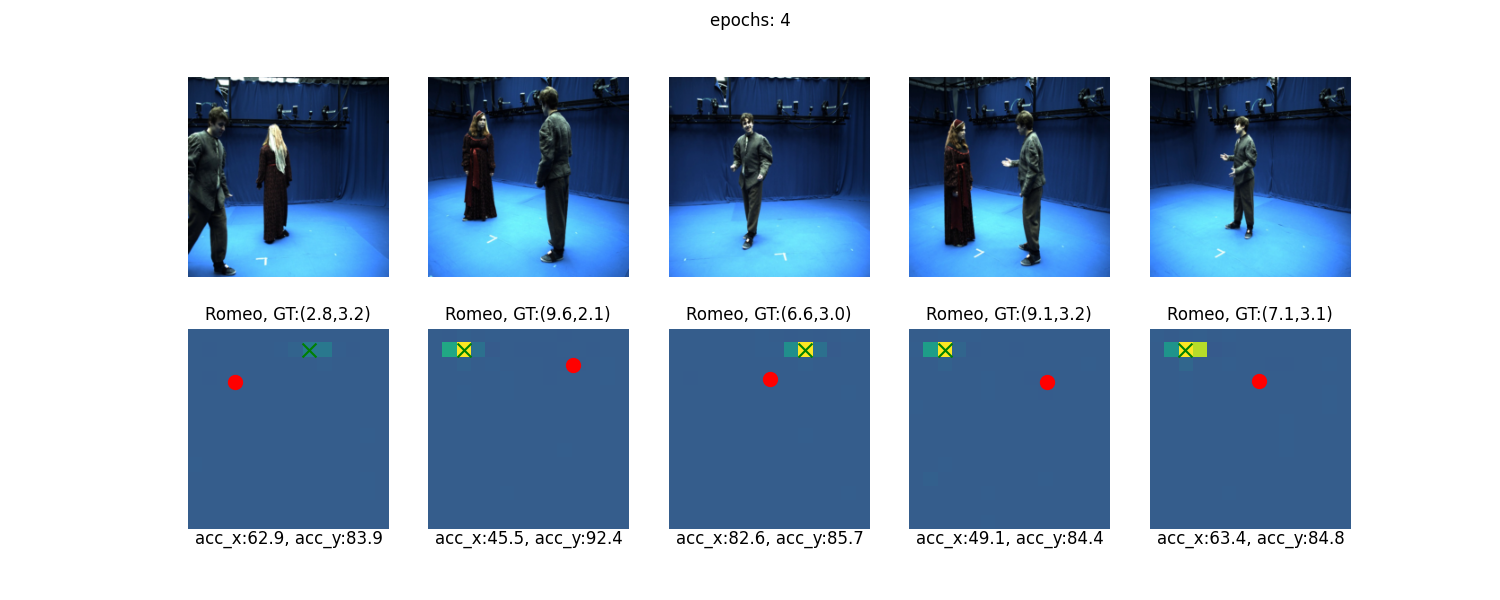 epochs: 4
Romeo, GT:(2.8,3.2)
Romeo, GT:(9.6,2.1)
Romeo, GT:(6.6,3.0)
Romeo, GT:(9.1,3.2)
Romeo, GT:(7.1,3.1)
acc_x:62.9, acc_y:83.9
acc_x:45.5, acc_y:92.4
acc_x:82.6, acc_y:85.7
acc_x:49.1, acc_y:84.4
acc_x:63.4, acc_y:84.8